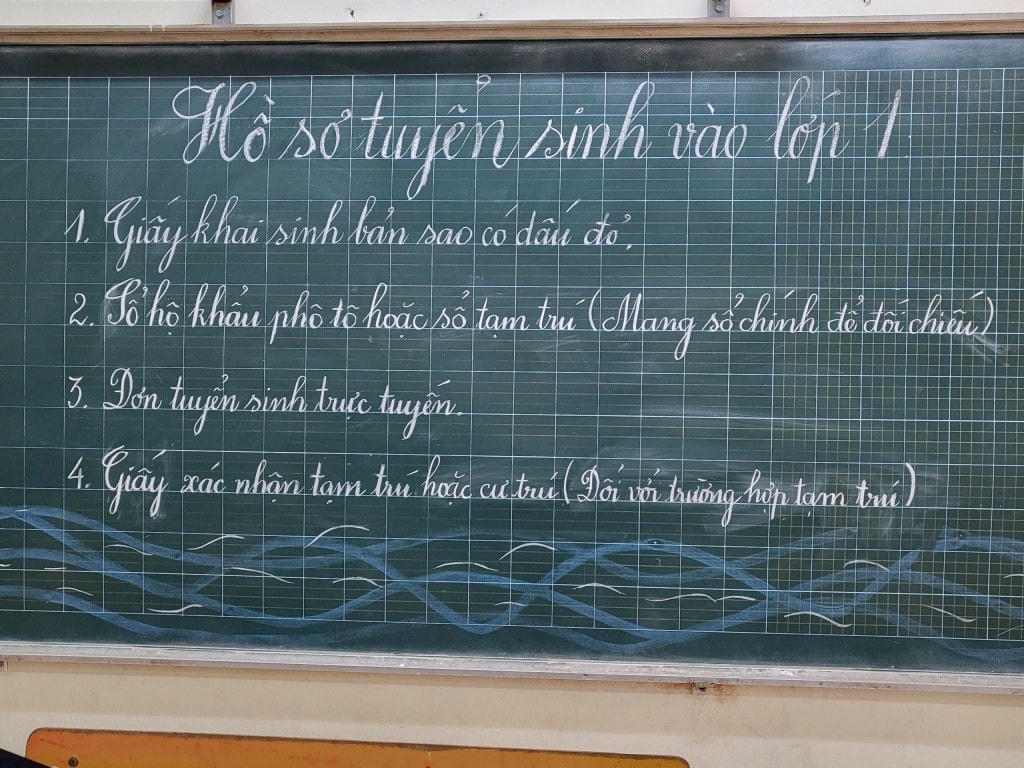 Hồ sơ tuyển sinh vào lớp 1
1. Giấy khai sinh bản sao có dấu đỏ.
2. Sổ hộ khẩu phô tô hoặc sổ tạm trú (Mang sổ chính để đối chiếu)
3. Đơn tuyển sinh trực tuyến.
4. Giấy xác nhận tạm trú hoặc cư trú (Đối với trường hợp tạm trú)